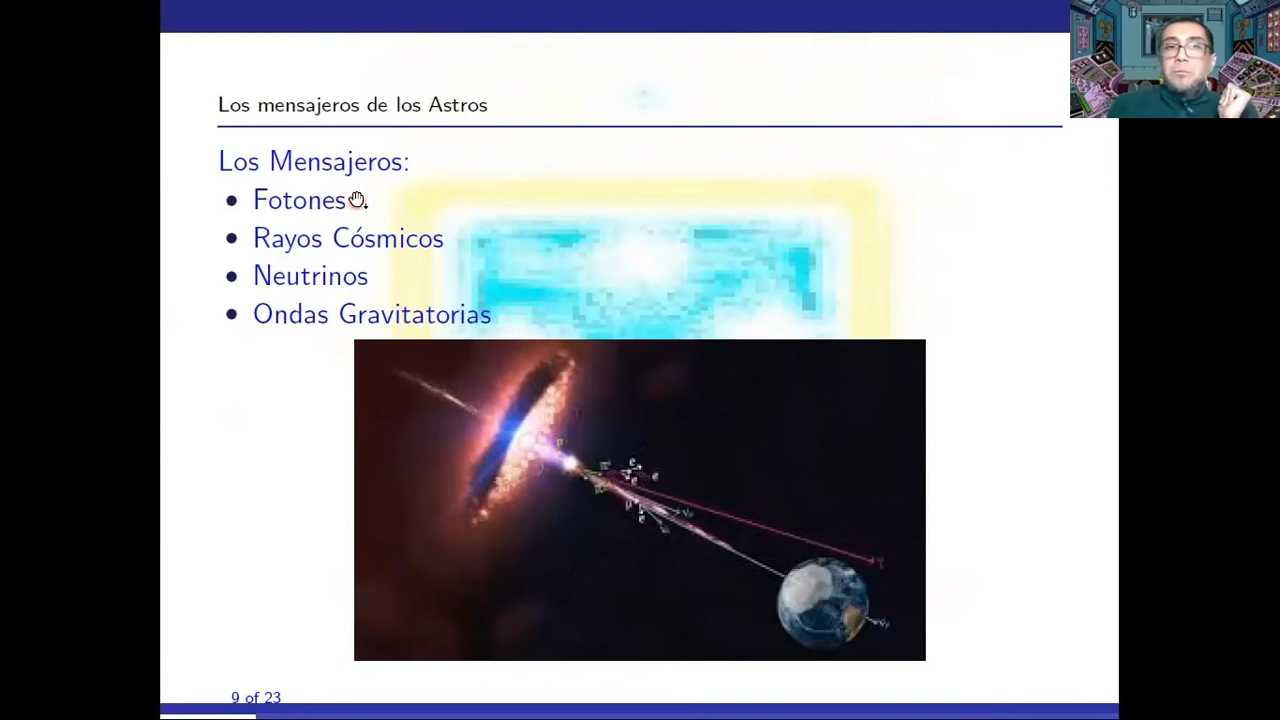 Los mensajeros de los Astros
Los Mensajeros:
• Fotones
• Rayos Cósmicos
• Neutrinos
• Ondas Gravitatorias
p
9 of 23